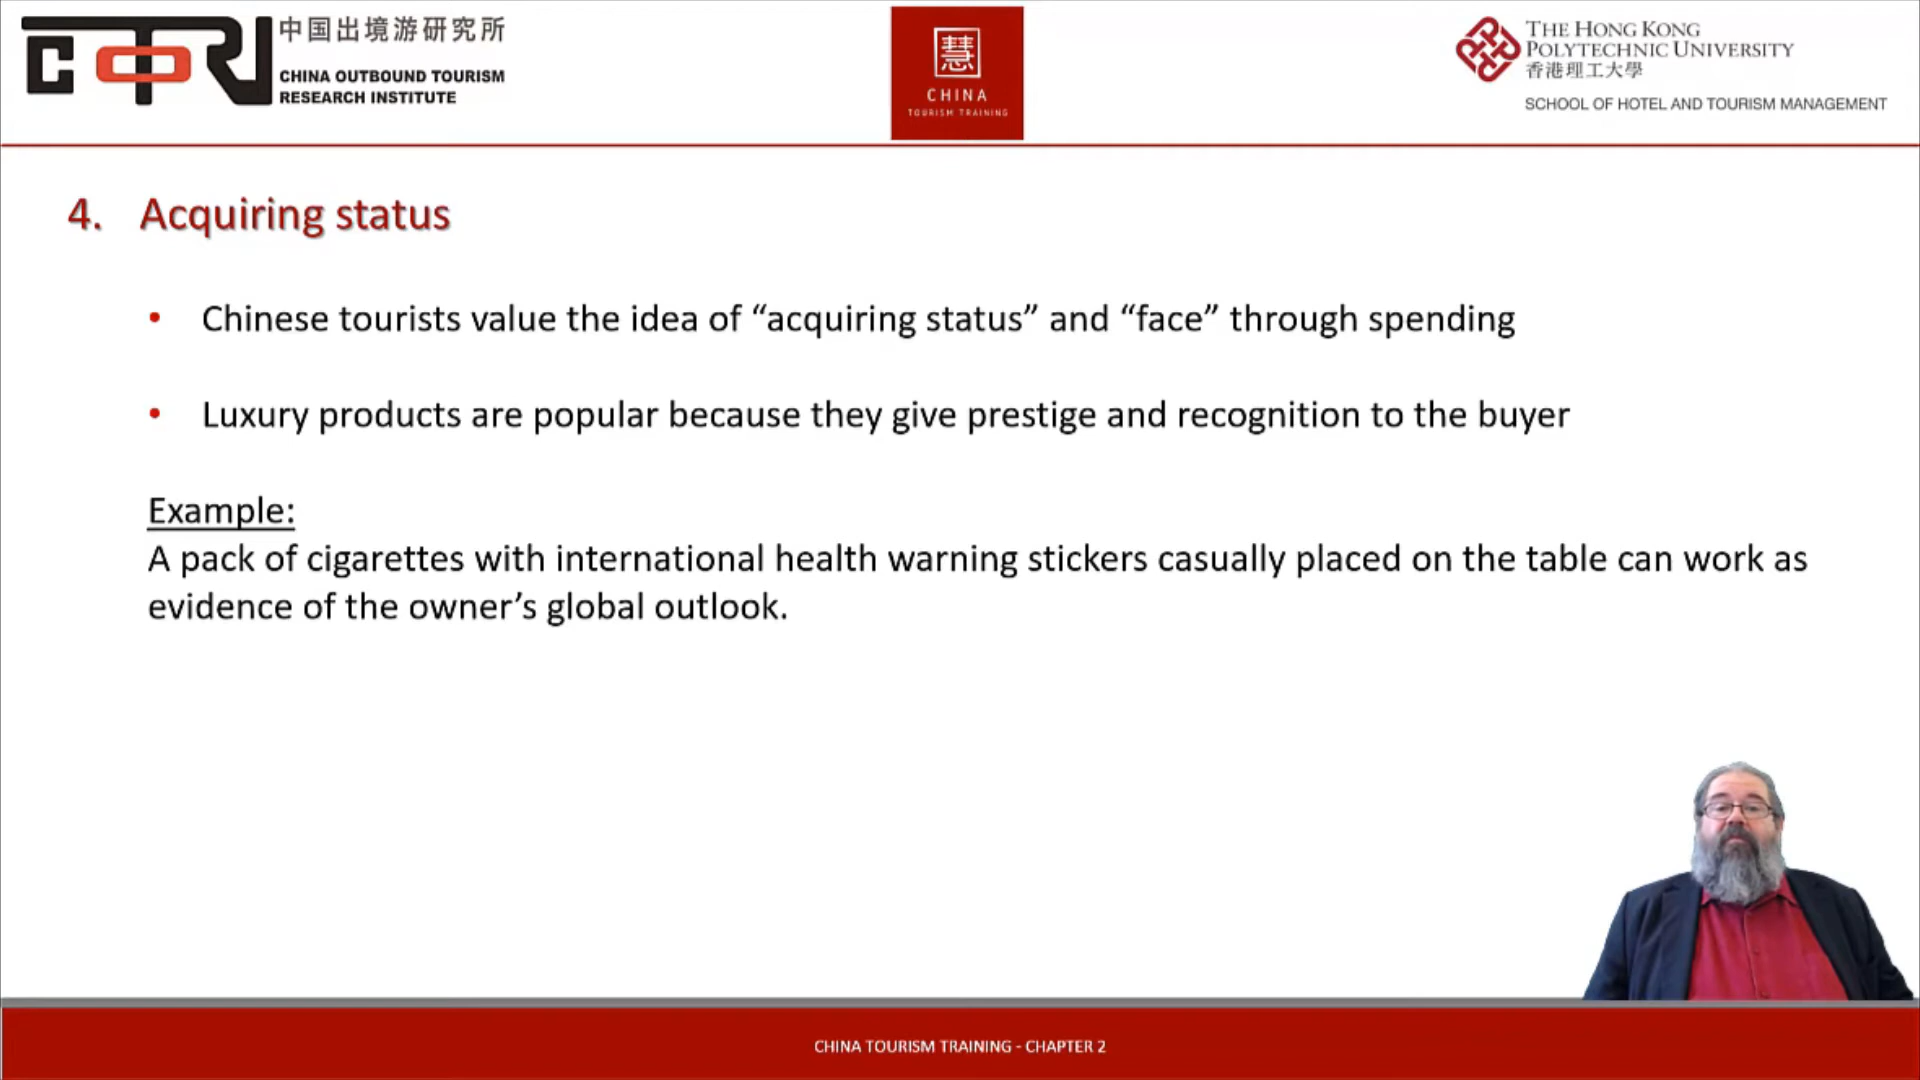 COTRI
中国出境游研究所
CHINA OUTBOUND TOURISM
RESEARCH INSTITUTE
慧
CHINA
TOURISM TRAINING
THE HONG KONG
POLYTECHNIC UNIVERSITY
香港理工大學
SCHOOL OF HOTEL AND TOURISM MANAGEMENT
4. Acquiring status
• Chinese tourists value the idea of “acquiring status” and “face” through spending
• Luxury products are popular because they give prestige and recognition to the buyer
Example:
A pack of cigarettes with international health warning stickers casually placed on the table can work as
evidence of the owner’s global outlook.
CHINA TOURISM TRAINING - CHAPTER 2